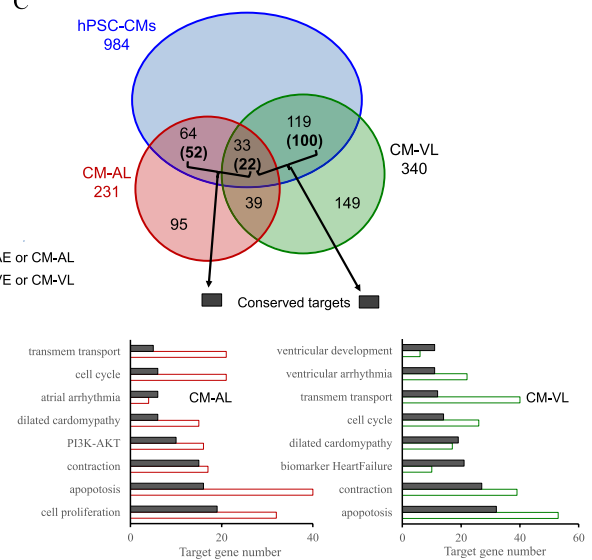 C
hPSC-CMs
984
119
(100)
64
(52)
33
(22)
CM-VL
340
CM-AL
231
39
149
95
AE or CM-AL
VE or CM-VL
Conserved targets
transmem transport
cell cycle
atrial arrhythmia
dilated cardomypathy
PI3K-AKT
contraction
apopotosis
cell proliferation
CM-AL
0
20
40
Target gene number
ventricular development
ventricular arrhythmia
transmem transport
cell cycle
dilated cardomypathy
biomarker HeartFailure
contraction
apoptosis
CM-VL
0
20
40
60
Target gene number